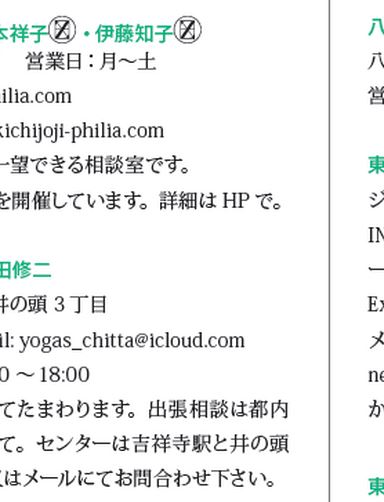 本祥子・伊藤知子
営業日：月～土
ilia.com
kichijoji-philia.com
一望できる相談室です。
を開催しています。詳細は HP で。
田修二
井の頭 3 丁目
il: yogas_chitta@icloud.com
0 ～ 18:00
てたまわります。出張相談は都内
て。センターは吉祥寺駅と井の頭
はメールにてお問合わせ下さい。
八
八
営
東
ジ
IN
ー
Ex
メ
ne
か
東